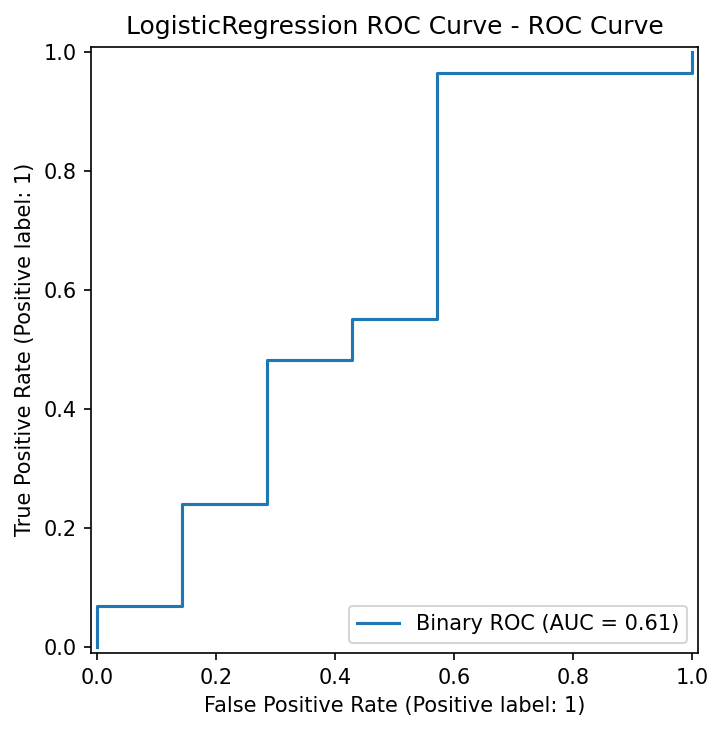 LogisticRegression ROC Curve - ROC Curve
1.0
0.8
0.6
0.4
0.2
0.0
True Positive Rate (Positive label: 1)
Binary ROC (AUC = 0.61)
0.0 0.2 0.4 0.6 0.8 1.0
False Positive Rate (Positive label: 1)